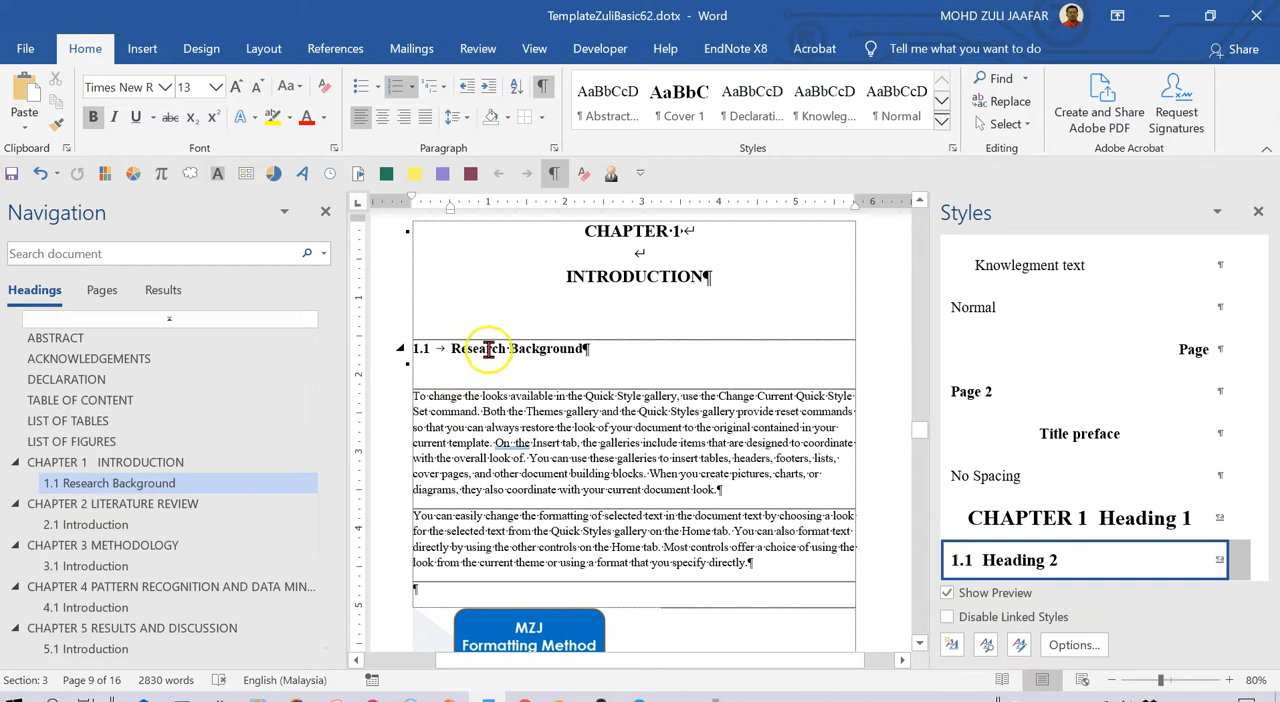 TemplateZuliBasic62.dotx - Word
MOHD ZULI JAAFAR
File Home Insert Design Layout References Mailings Review View Developer Help EndNote X8 Acrobat Tell me what you want to do Share
Times New R 13
Paste
Clipboard
Font
Paragraph
AaBbCcD AaBbC AaBbCcD AaBbCcD AaBbCcD
¶ Abstract... ¶ Cover 1 ¶ Declarati... ¶ Knowleg... ¶ Normal
Styles
Find
Replace
Select
Editing
Create and Share
Adobe PDF
Request
Signatures
Adobe Acrobat
Navigation
Search document
Headings Pages Results
ABSTRACT
ACKNOWLEDGEMENTS
DECLARATION
TABLE OF CONTENT
LIST OF TABLES
LIST OF FIGURES
CHAPTER 1 INTRODUCTION
1.1 Research Background
CHAPTER 2 LITERATURE REVIEW
2.1 Introduction
CHAPTER 3 METHODOLOGY
3.1 Introduction
CHAPTER 4 PATTERN RECOGNITION AND DATA MIN...
4.1 Introduction
CHAPTER 5 RESULTS AND DISCUSSION
5.1 Introduction
1 2 3 4 5 6
1
2
3
4
5
CHAPTER·1↵
↵
INTRODUCTION¶
1.1 → Research·Background¶
To·change·the·looks·available·in·the·Quick·Style·gallery,·use·the·Change·Current·Quick·Style·
Set·command.·Both·the·Themes·gallery·and·the·Quick·Styles·gallery·provide·reset·commands·
so·that·you·can·always·restore·the·look·of·your·document·to·the·original·contained·in·your·
current·template.·On··the·Insert·tab,·the·galleries·include·items·that·are·designed·to·coordinate·
with·the·overall·look·of.·You·can·use·these·galleries·to·insert·tables,·headers,·footers,·lists,·
cover·pages,·and·other·document·building·blocks.·When·you·create·pictures,·charts,·or·
diagrams,·they·also·coordinate·with·your·current·document·look.¶
You·can·easily·change·the·formatting·of·selected·text·in·the·document·text·by·choosing·a·look·
for·the·selected·text·from·the·Quick·Styles·gallery·on·the·Home·tab.·You·can·also·format·text·
directly·by·using·the·other·controls·on·the·Home·tab.·Most·controls·offer·a·choice·of·using·the·
look·from·the·current·theme·or·using·a·format·that·you·specify·directly.¶
¶
MZJ
Formatting Method
Styles
Knowlegment text ¶
Normal ¶
Page ¶
Page 2 ¶
Title preface ¶
No Spacing ¶
CHAPTER 1 Heading 1
1.1 Heading 2
Show Preview
Disable Linked Styles
Options...
Section: 3 Page 9 of 16 2830 words English (Malaysia) 80%